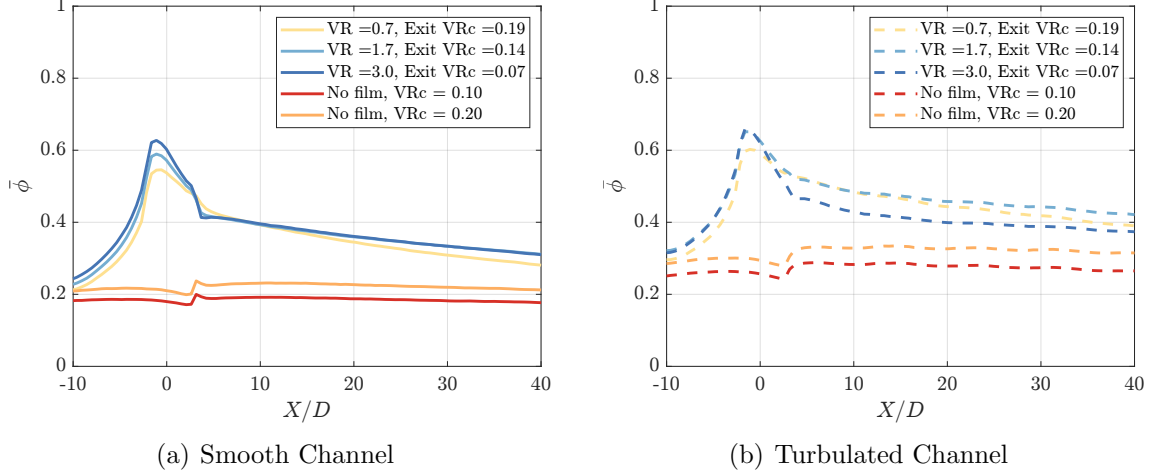 VR =0.7, Exit VRc =0.19
VR =1.7, Exit VRc =0.14
VR =3.0, Exit VRc =0.07
No film, VRc = 0.10
No film, VRc = 0.20
1
0.8
0.6
0.4
0.2
0
ϕ̄
-10
0
10
20
30
40
X/D
(a) Smooth Channel
VR =0.7, Exit VRc =0.19
VR =1.7, Exit VRc =0.14
VR =3.0, Exit VRc =0.07
No film, VRc = 0.10
No film, VRc = 0.20
1
0.8
0.6
0.4
0.2
0
ϕ̄
-10
0
10
20
30
40
X/D
(b) Turbulated Channel